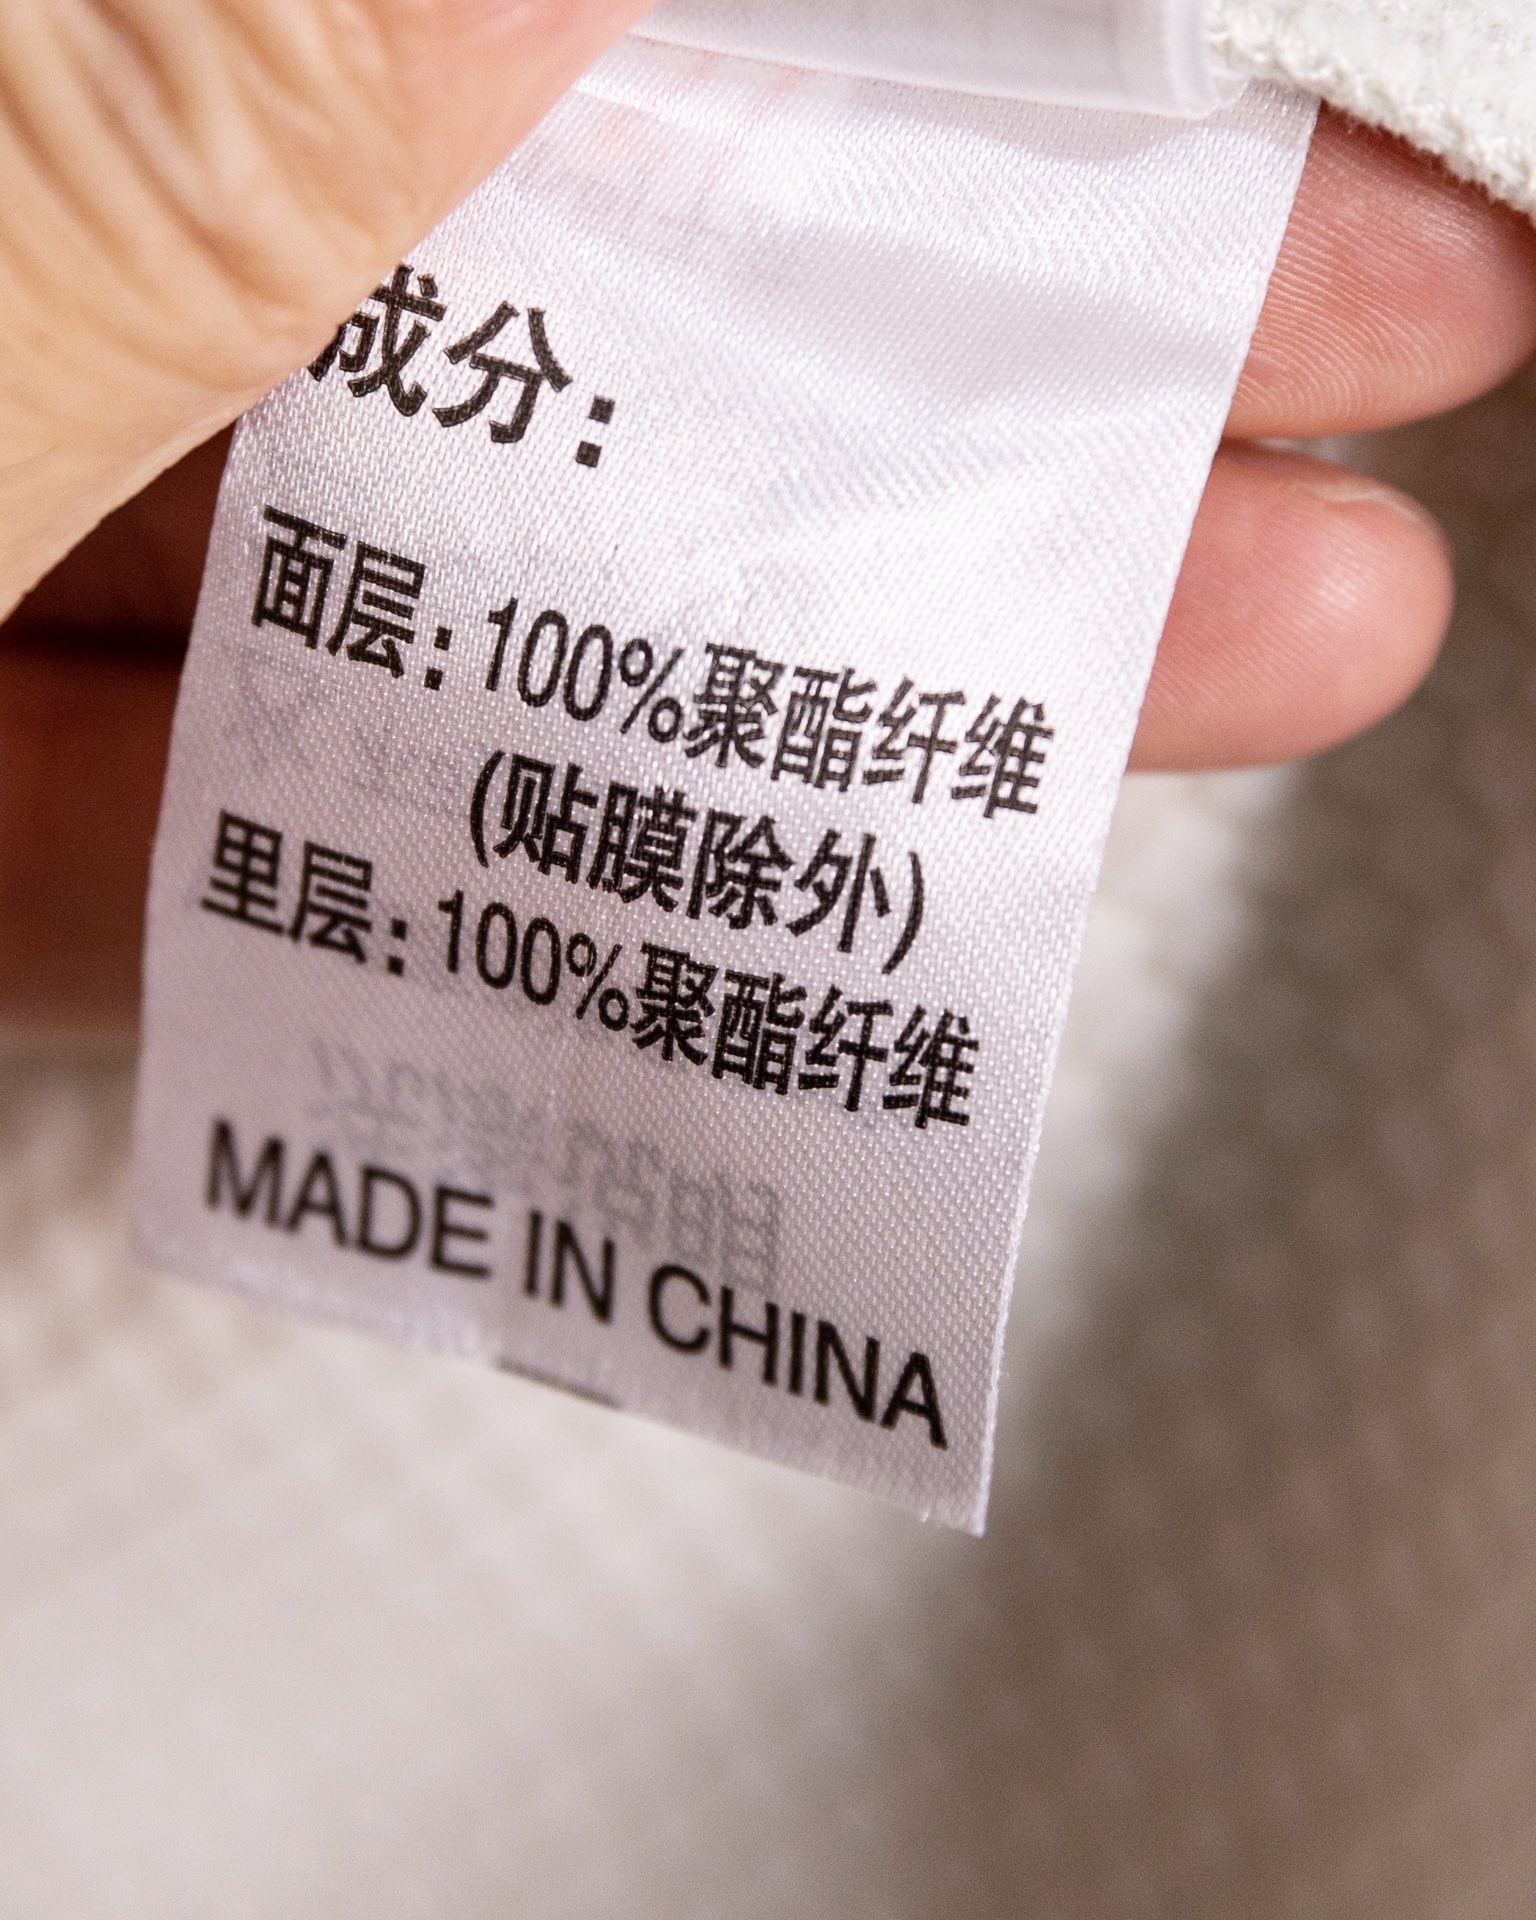 成分:
面层: 100%聚酯纤维
(贴膜除外)
里层: 100%聚酯纤维
MADE IN CHINA